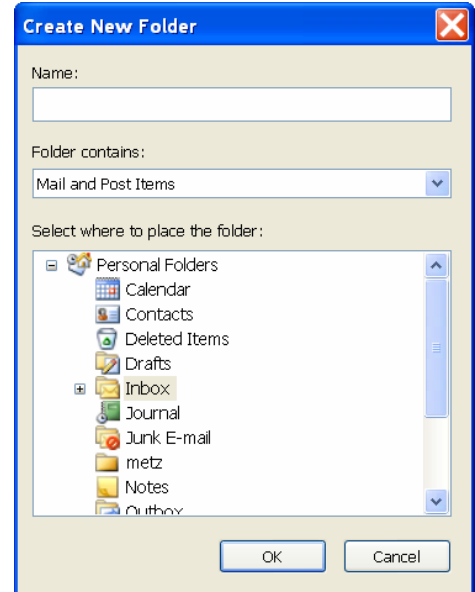 Create New Folder
Name:
Folder contains:
Mail and Post Items
Select where to place the folder:
Personal Folders
Calendar
Contacts
Deleted Items
Drafts
Inbox
Journal
Junk E-mail
metz
Notes
Outbox
OK
Cancel